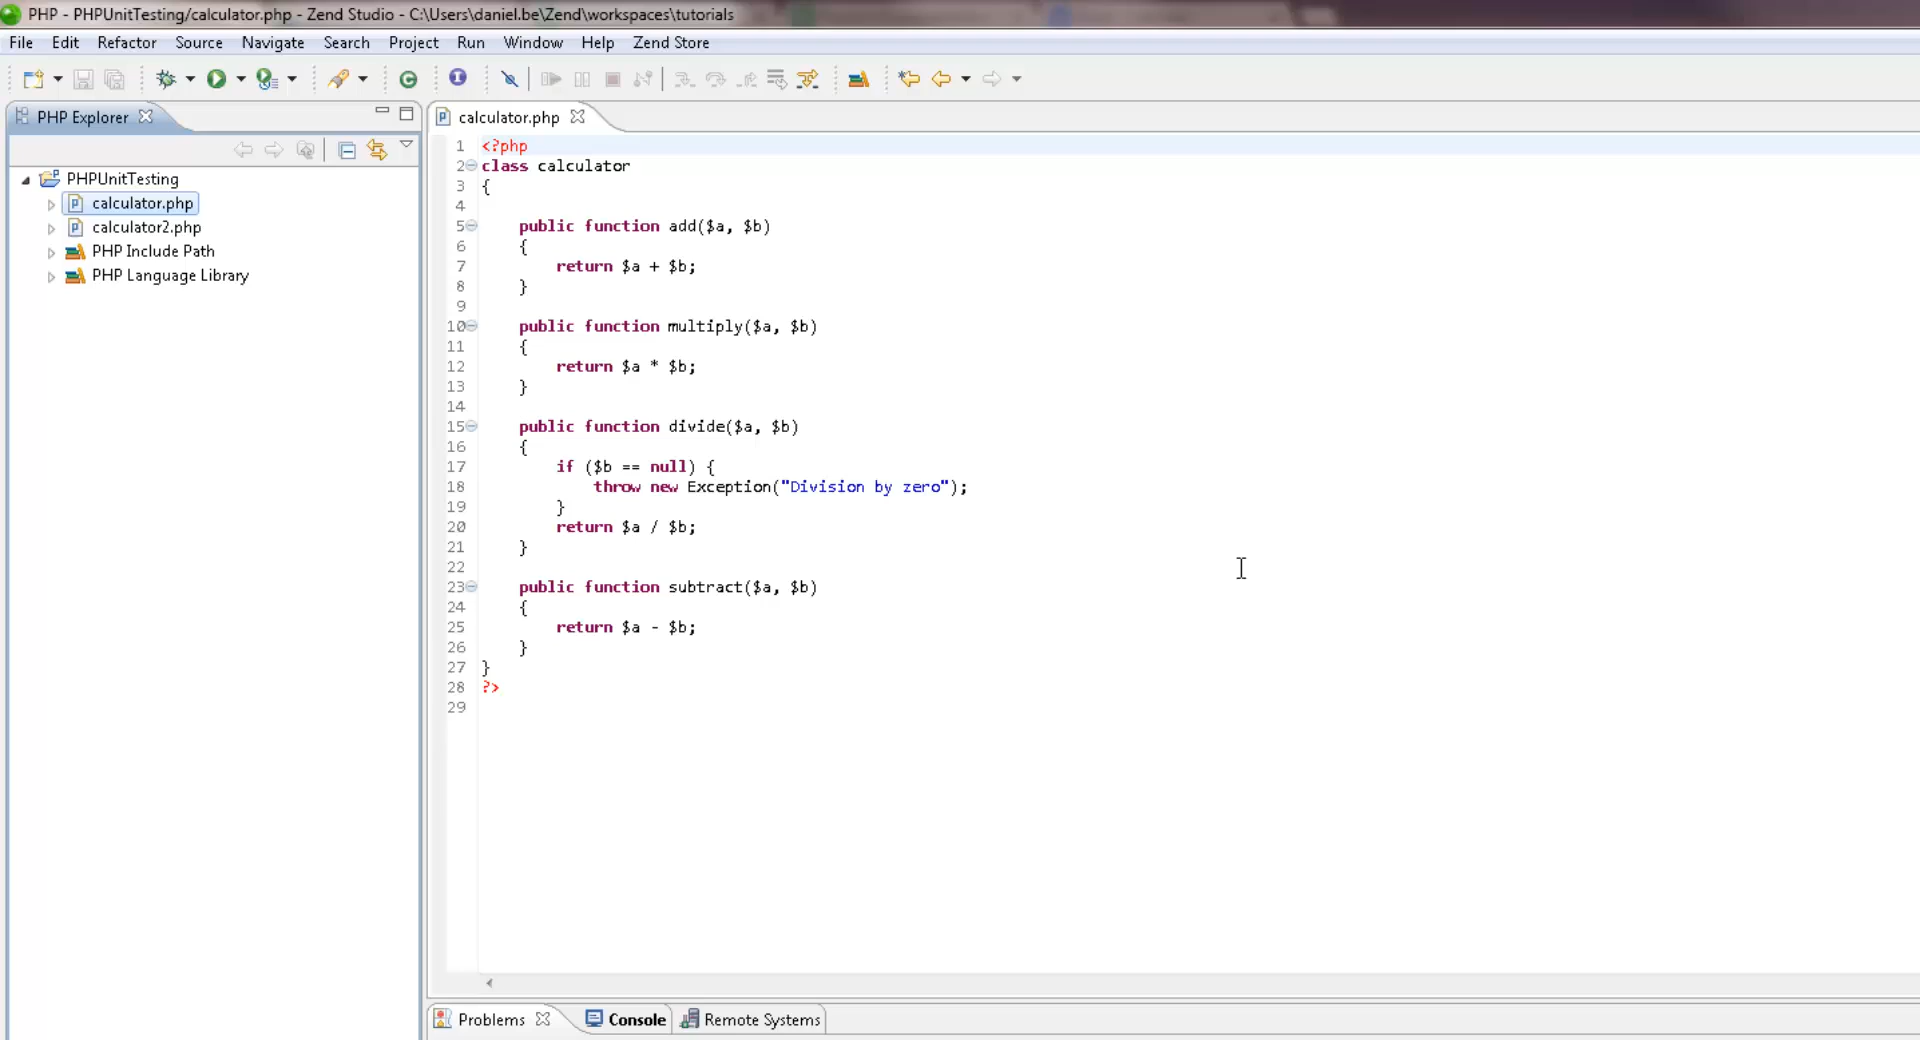 PHP - PHPUnitTesting/calculator.php - Zend Studio - C:\Users\daniel.be\Zend\workspaces\tutorials
File Edit Refactor Source Navigate Search Project Run Window Help Zend Store
PHP Explorer
PHPUnitTesting
calculator.php
calculator2.php
PHP Include Path
PHP Language Library
calculator.php
1 <?php
2 class calculator
3 {
4
5     public function add($a, $b)
6     {
7         return $a + $b;
8     }
9
10     public function multiply($a, $b)
11     {
12         return $a * $b;
13     }
14
15     public function divide($a, $b)
16     {
17         if ($b == null) {
18             throw new Exception("Division by zero");
19         }
20         return $a / $b;
21     }
22
23     public function subtract($a, $b)
24     {
25         return $a - $b;
26     }
27 }
28 ?>
29
Problems Console Remote Systems